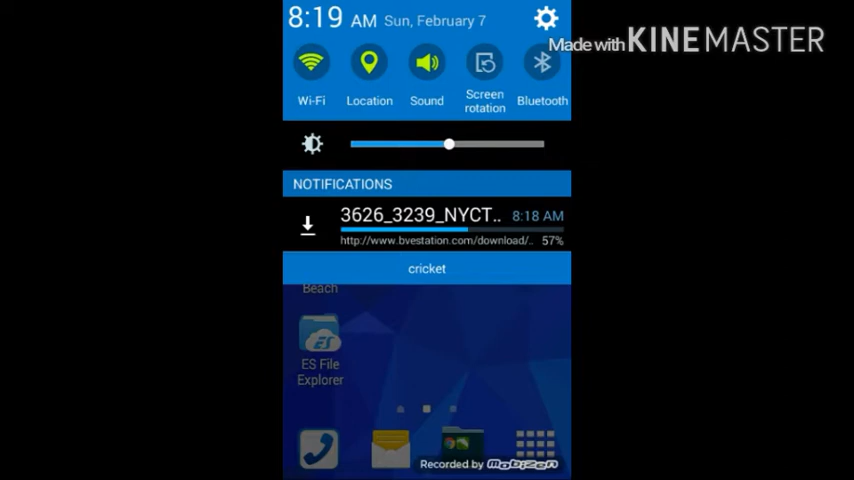 8:19 AM Sun, February 7
Made with KINEMASTER
Wi-Fi
Location
Sound
Screen rotation
Bluetooth
NOTIFICATIONS
3626_3239_NYCT.. 8:18 AM
http://www.bvestation.com/download/.. 57%
cricket
Beach
ES
ES File
Explorer
Recorded by Mobizen